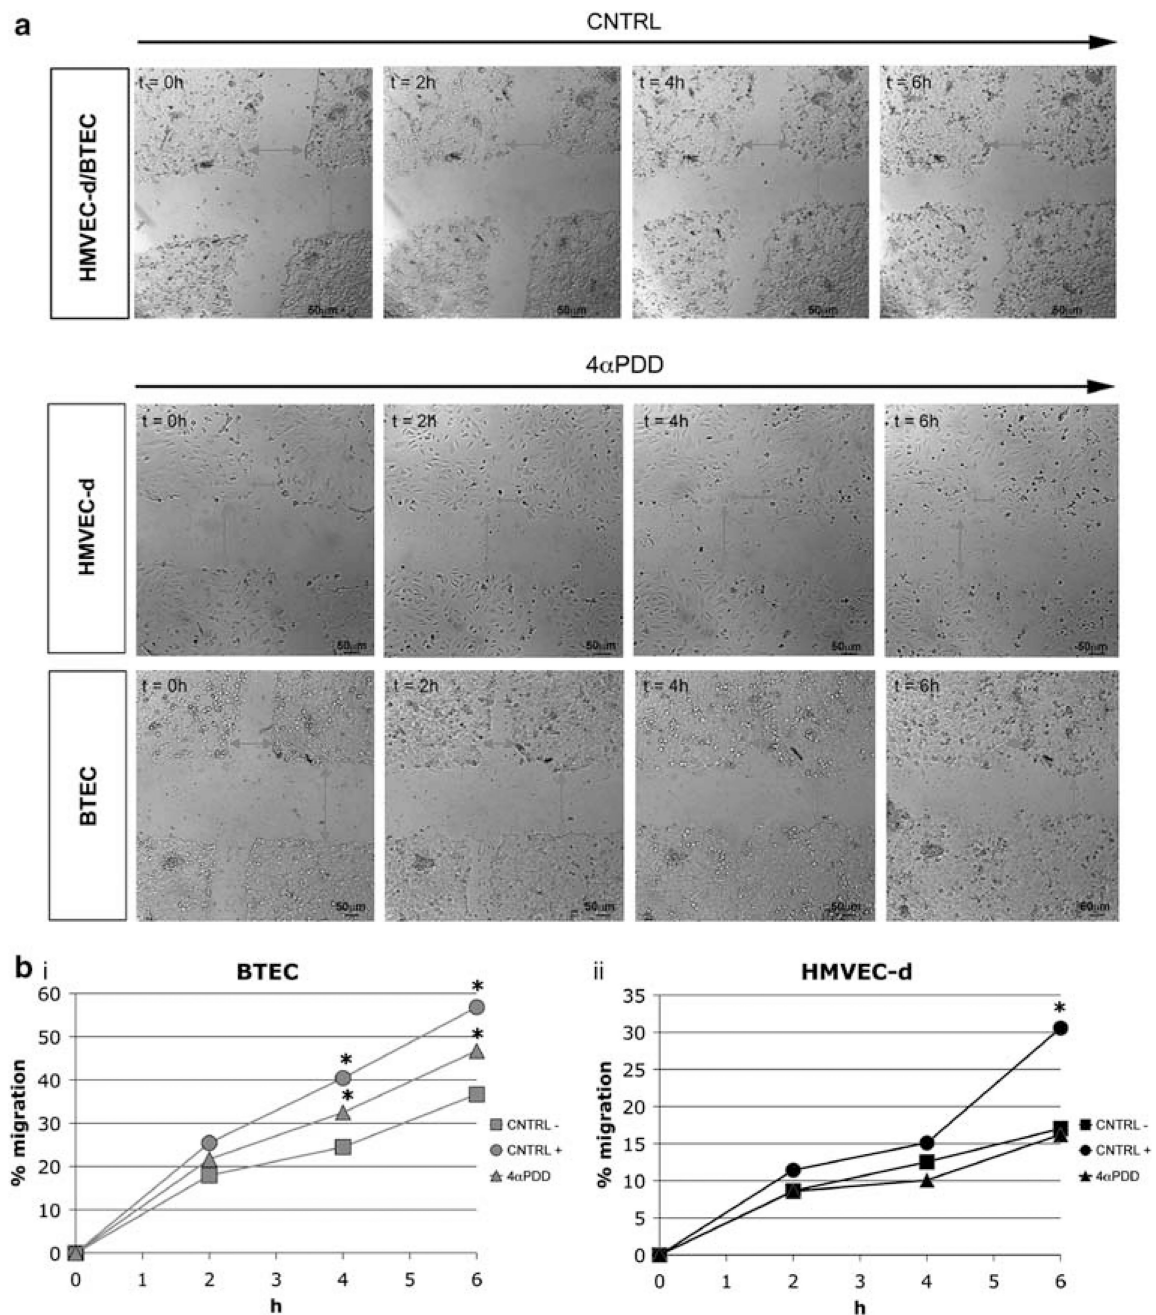 a
CNTRL
HMVEC-d/BTEC
t = 0h
t = 2h
t = 4h
t = 6h
50µm
50µm
50µm
50µm
4αPDD
HMVEC-d
t = 0h
t = 2h
t = 4h
t = 6h
50µm
50µm
50µm
50µm
BTEC
t = 0h
t = 2h
t = 4h
t = 6h
50µm
50µm
50µm
50µm
b i
BTEC
% migration
60
50
40
30
20
10
0
0 1 2 3 4 5 6
h
* * * *
CNTRL -
CNTRL +
4αPDD
ii
HMVEC-d
% migration
35
30
25
20
15
10
5
0
0 1 2 3 4 5 6
h
*
CNTRL -
CNTRL +
4αPDD